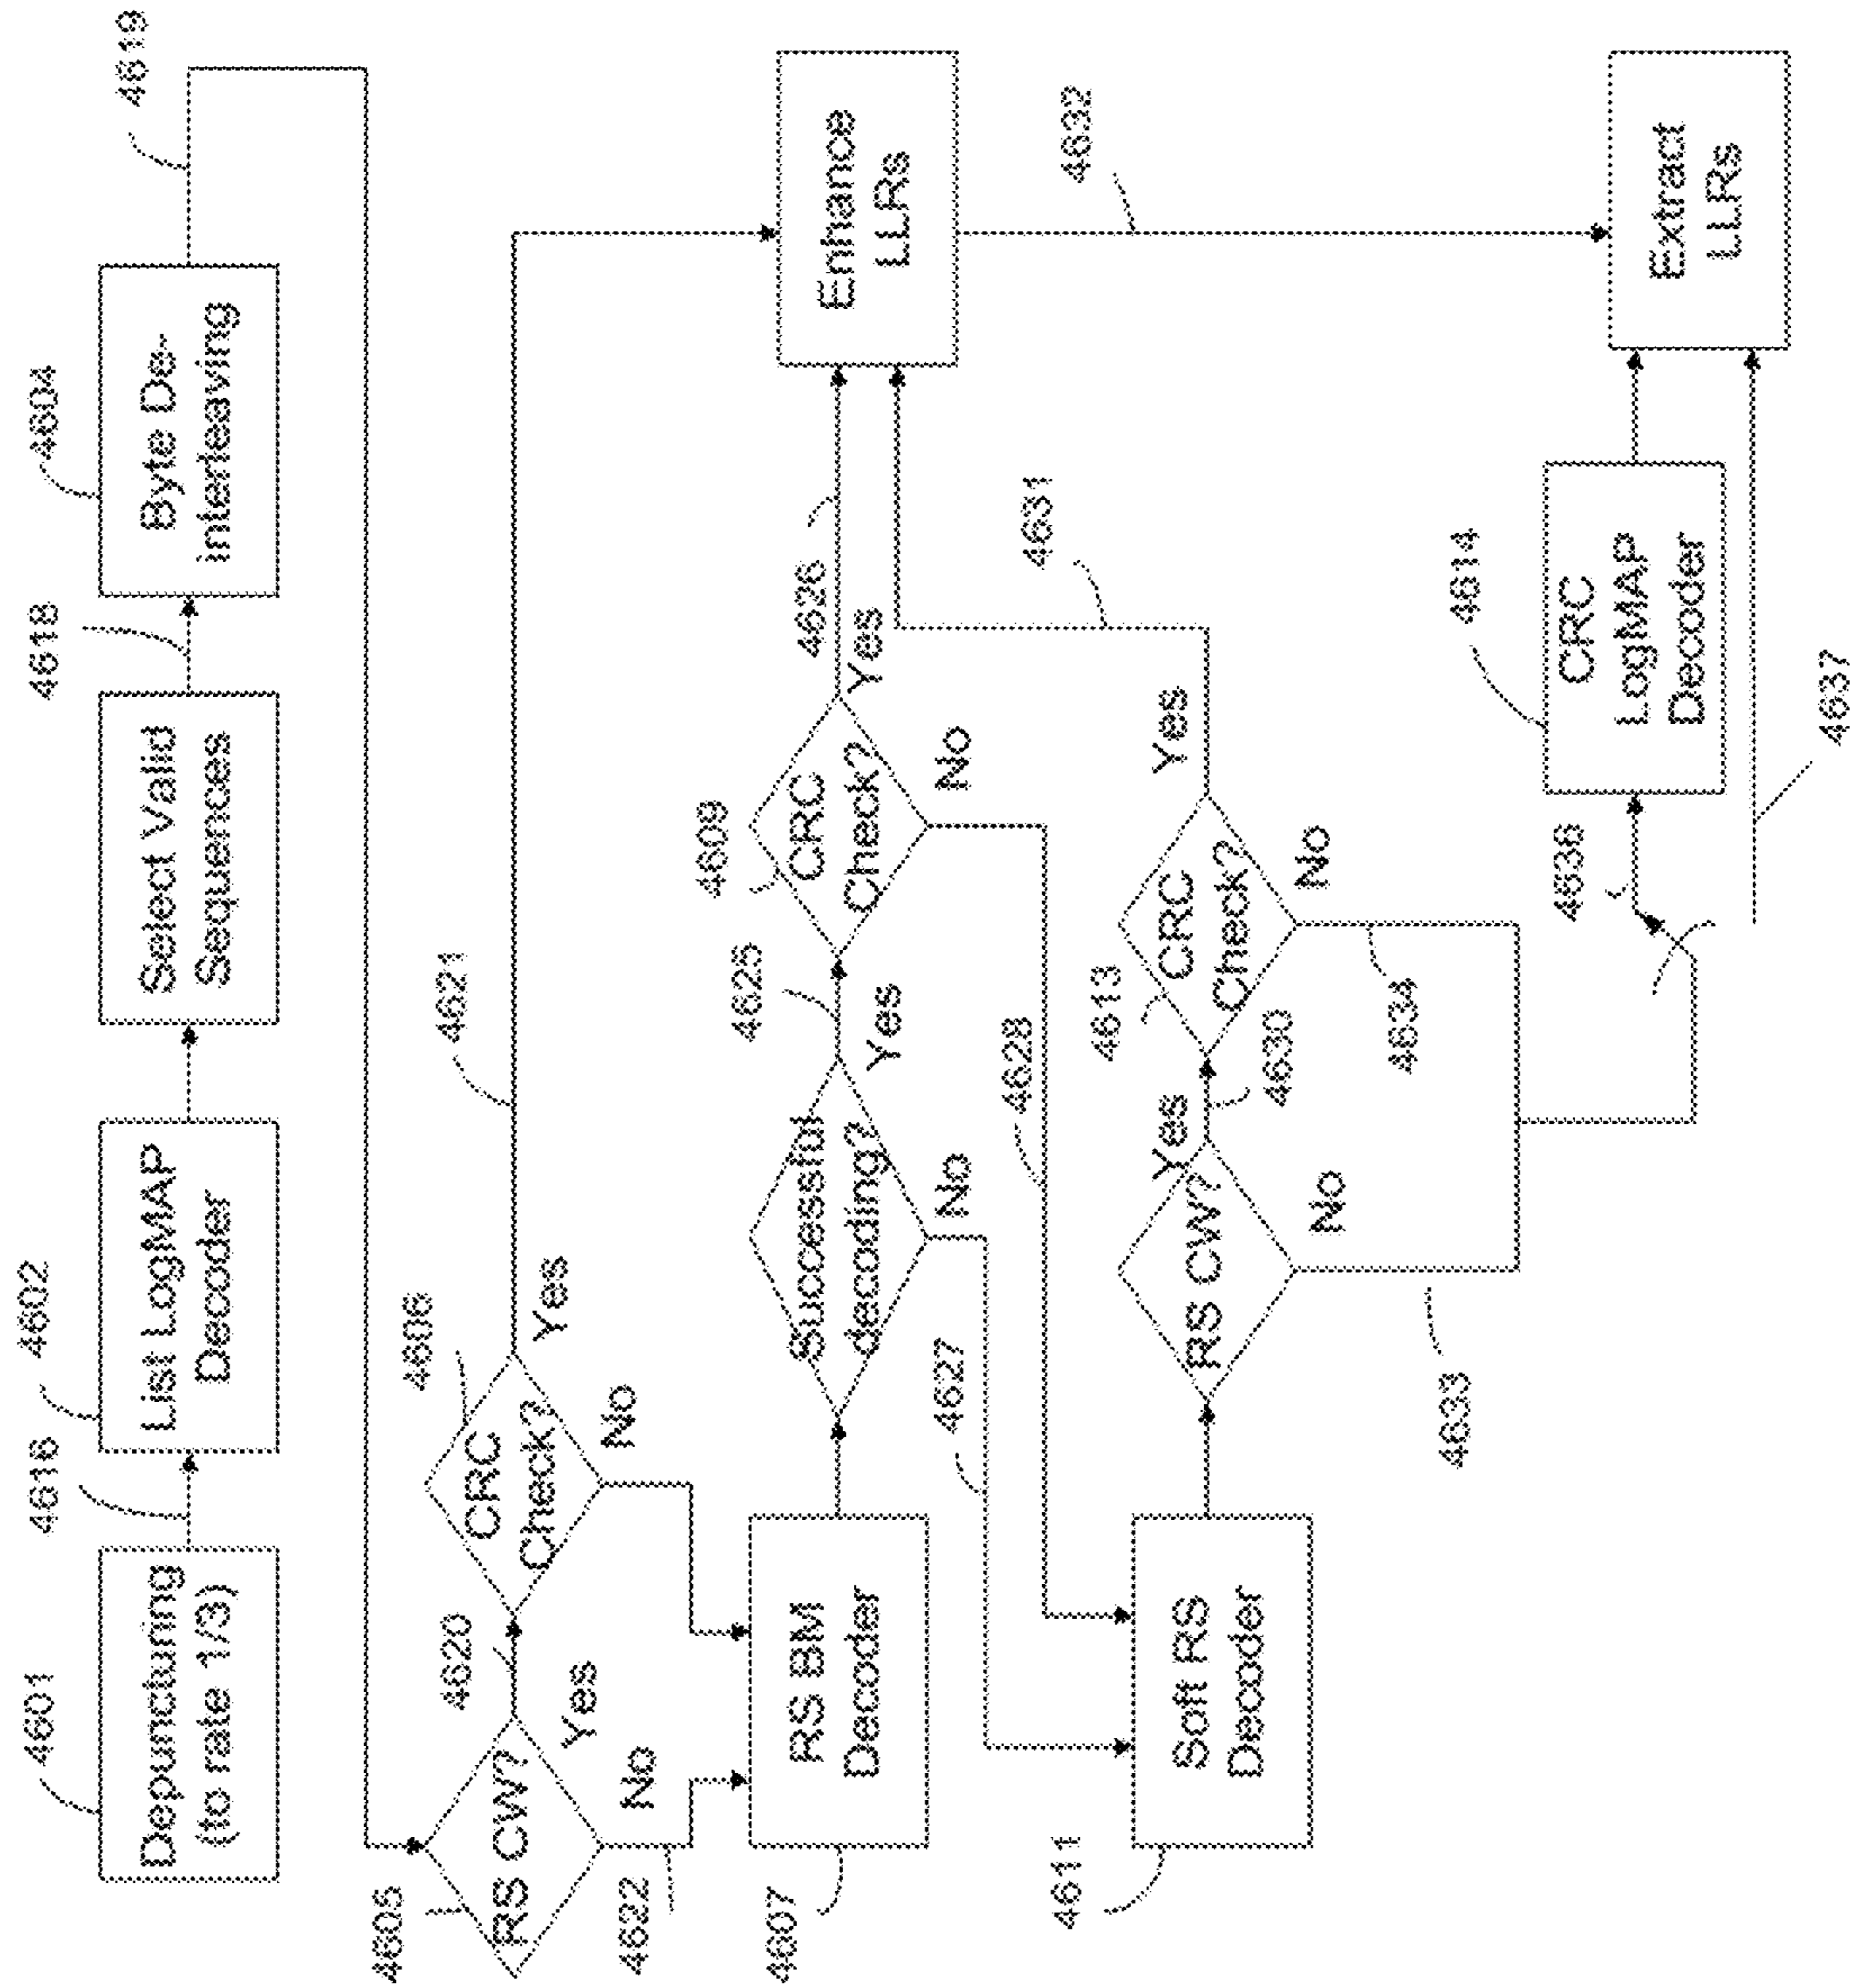 4601
Depuncturing
(to rate 1/3)
4616
4602
List LogMAP
Decoder
Select Valid
Sequences
4618
4604
Byte De-
interleaving
4619
4605
RS CW?
Yes
No
4620
4622
4606
CRC
Check?
Yes
No
4621
4607
RS BM
Decoder
Successful
decoding?
Yes
No
4625
4627
4609
CRC
Check?
Yes
No
4626
4628
Enhance
LLRs
4632
4611
Soft RS
Decoder
RS CW?
Yes
No
4630
4633
4613
CRC
Check?
Yes
No
4631
4634
4636
4614
CRC
LogMAP
Decoder
4637
Extract
LLRs